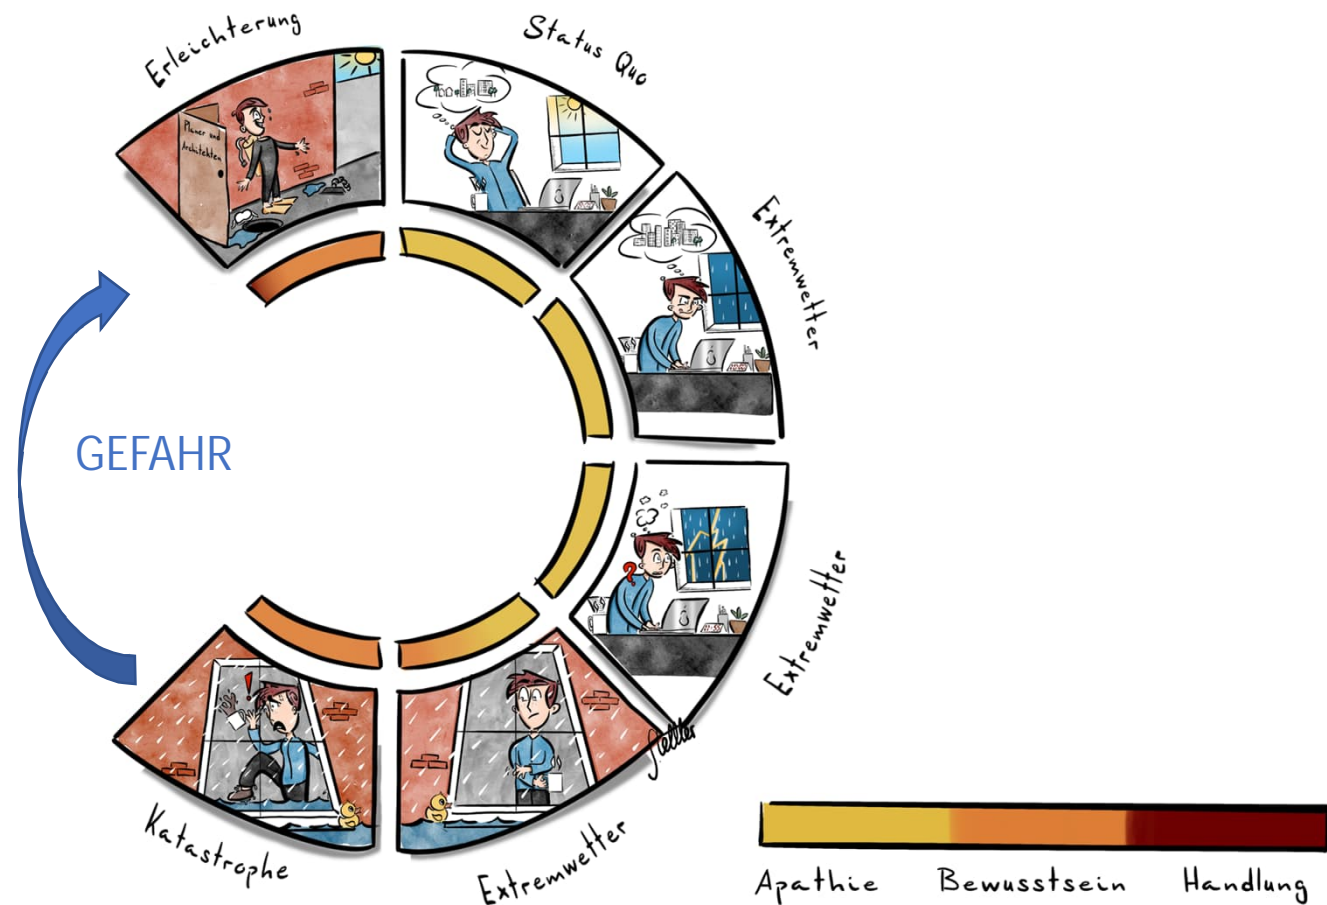 Erleichterung
Status Quo
Planer und
Architekten
Extremwetter
GEFAHR
Extremwetter
Katastrophe
Extremwetter
Apathie
Bewusstsein
Handlung
!
?